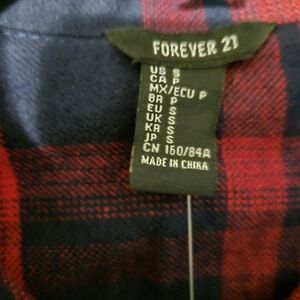 FOREVER 21
US S
CA P
MX/ECU P
BR P
EU S
UK S
KR S
JP S
CN 160/84A
MADE IN CHINA